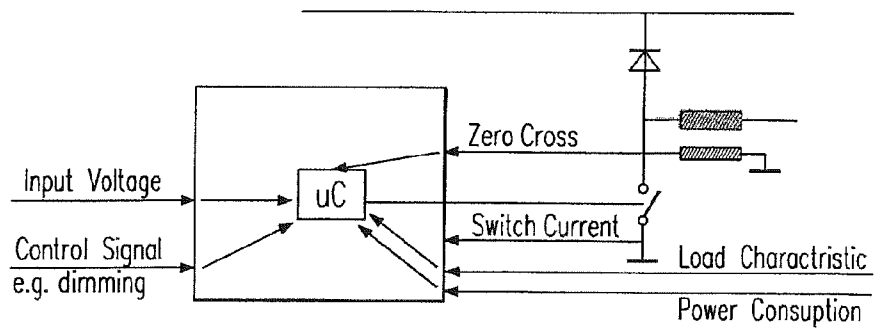 Zero Cross
Input Voltage
uC
Switch Current
Control Signal
e.g. dimming
Load Charactristic
Power Consuption